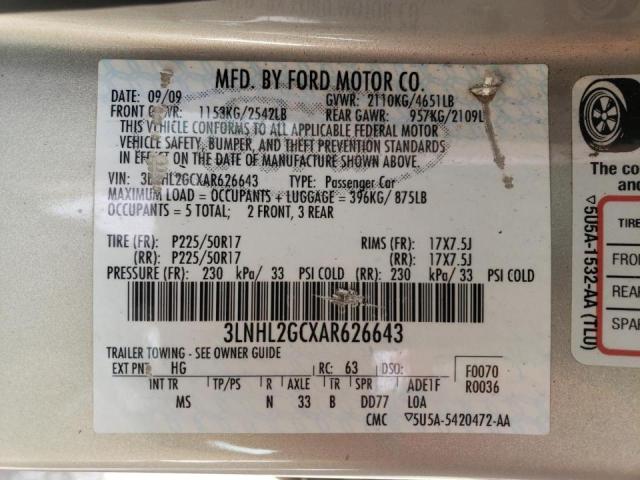 MFD. BY FORD MOTOR CO.
DATE: 09/09 GVWR: 2110KG/4651LB
FRONT GAWR: 1153KG/2542LB REAR GAWR: 957KG/2109L
THIS VEHICLE CONFORMS TO ALL APPLICABLE FEDERAL MOTOR
VEHICLE SAFETY, BUMPER, AND THEFT PREVENTION STANDARDS
IN EFFECT ON THE DATE OF MANUFACTURE SHOWN ABOVE.
VIN: 3LNHL2GCXAR626643 TYPE: Passenger Car
MAXIMUM LOAD = OCCUPANTS + LUGGAGE = 396KG/ 875LB
OCCUPANTS = 5 TOTAL; 2 FRONT, 3 REAR
TIRE (FR): P225/50R17 RIMS (FR): 17X7.5J
(RR): P225/50R17 (RR): 17X7.5J
PRESSURE (FR): 230 kPa/ 33 PSI COLD (RR): 230 kPa/ 33 PSI COLD
3LNHL2GCXAR626643
TRAILER TOWING - SEE OWNER GUIDE
EXT PNT: HG RC: 63 DSO: F0070
INT TR TP/PS R AXLE TR SPR ADE1F R0036
MS N 33 B DD77 LOA
CMC ▽5U5A-5420472-AA
The co
and
▽5U5A-1532-AA (TL0)
TIRE
FRO
REAR
SPA